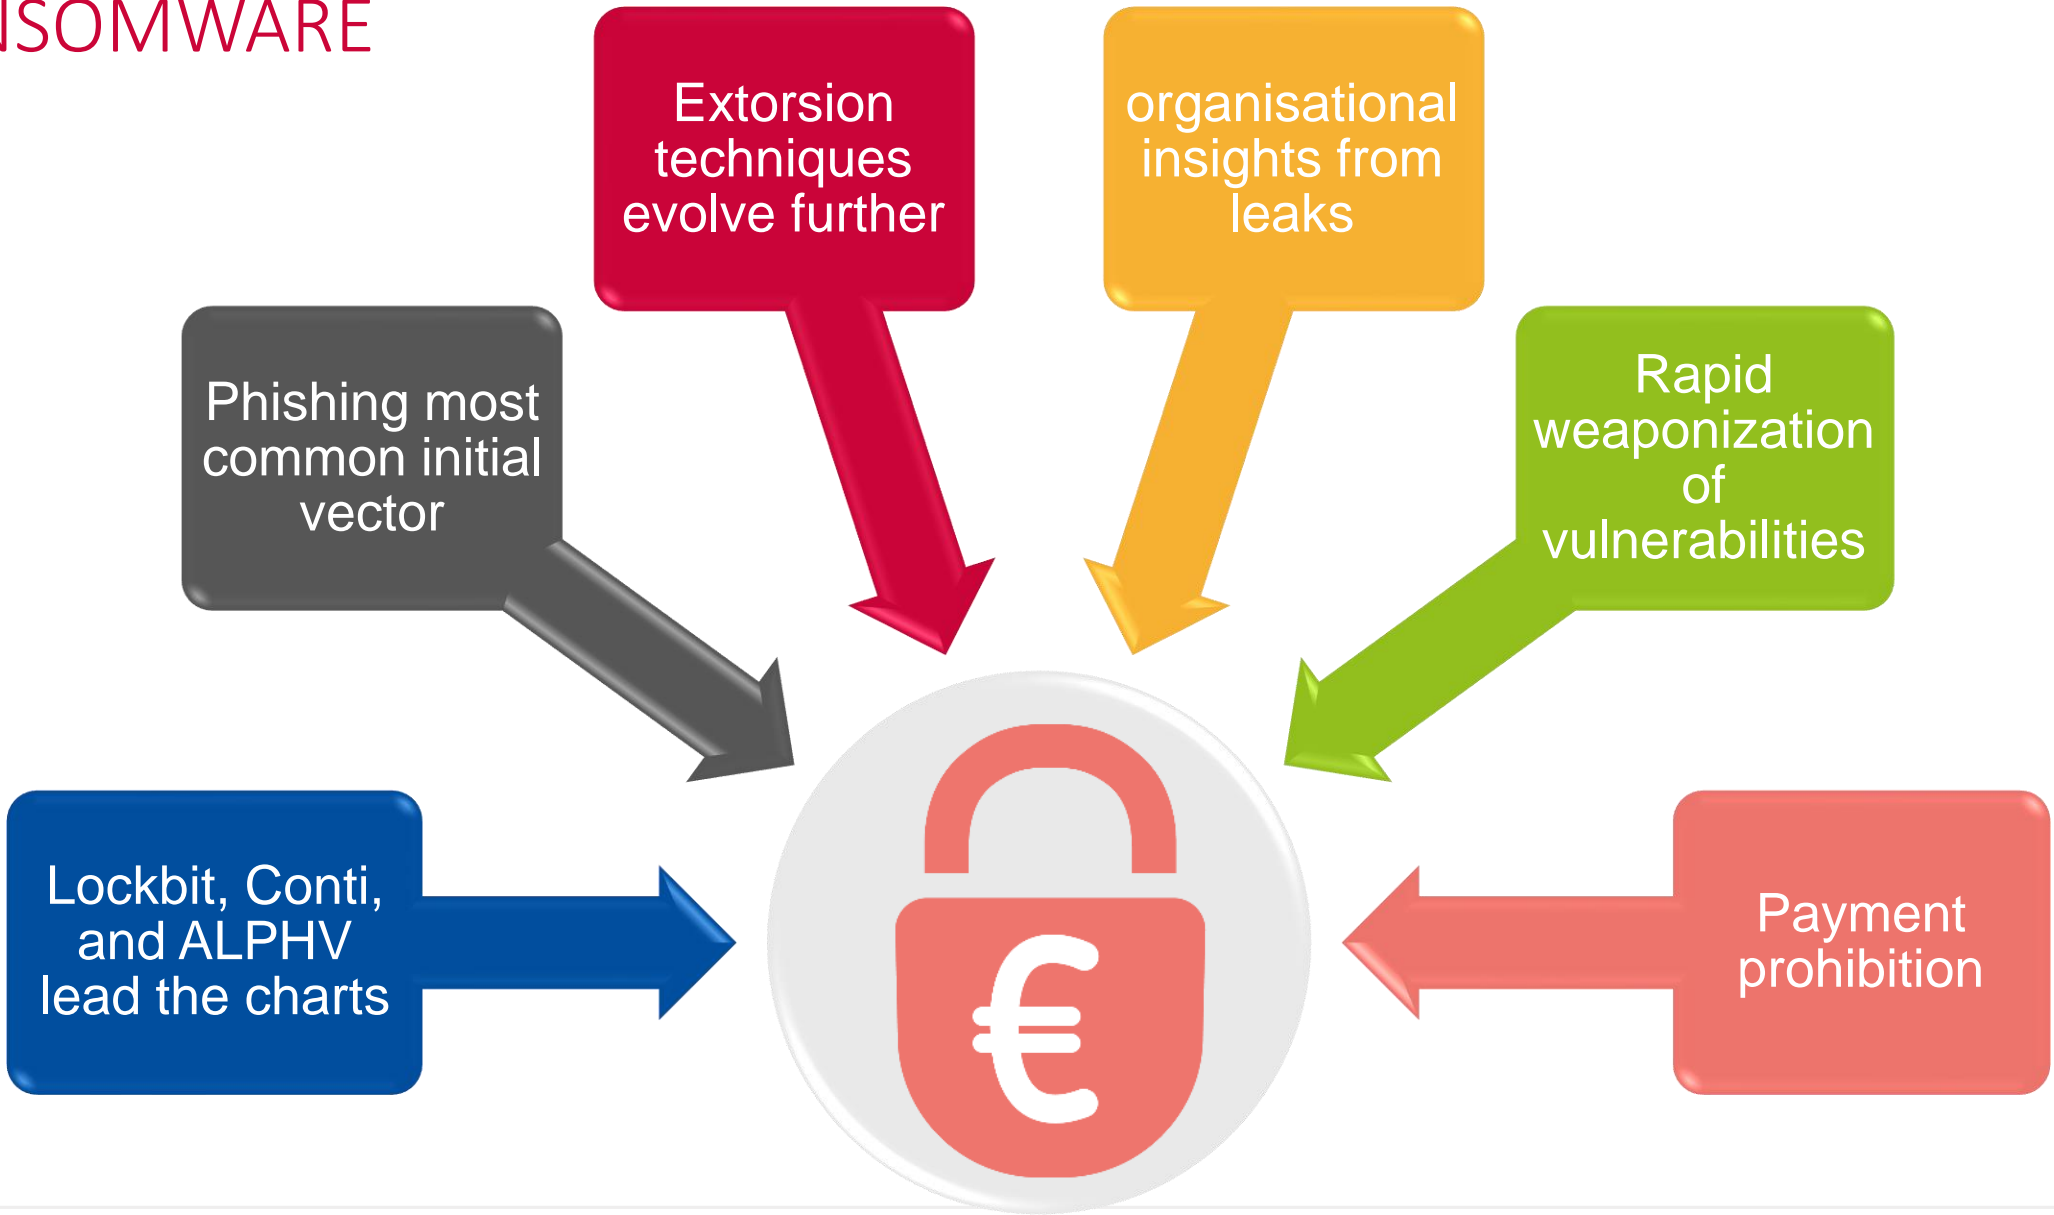 NSOMWARE
Extorsion
techniques
evolve further
organisational
insights from
leaks
Phishing most
common initial
vector
Rapid
weaponization
of
vulnerabilities
Lockbit, Conti,
and ALPHV
lead the charts
Payment
prohibition
€